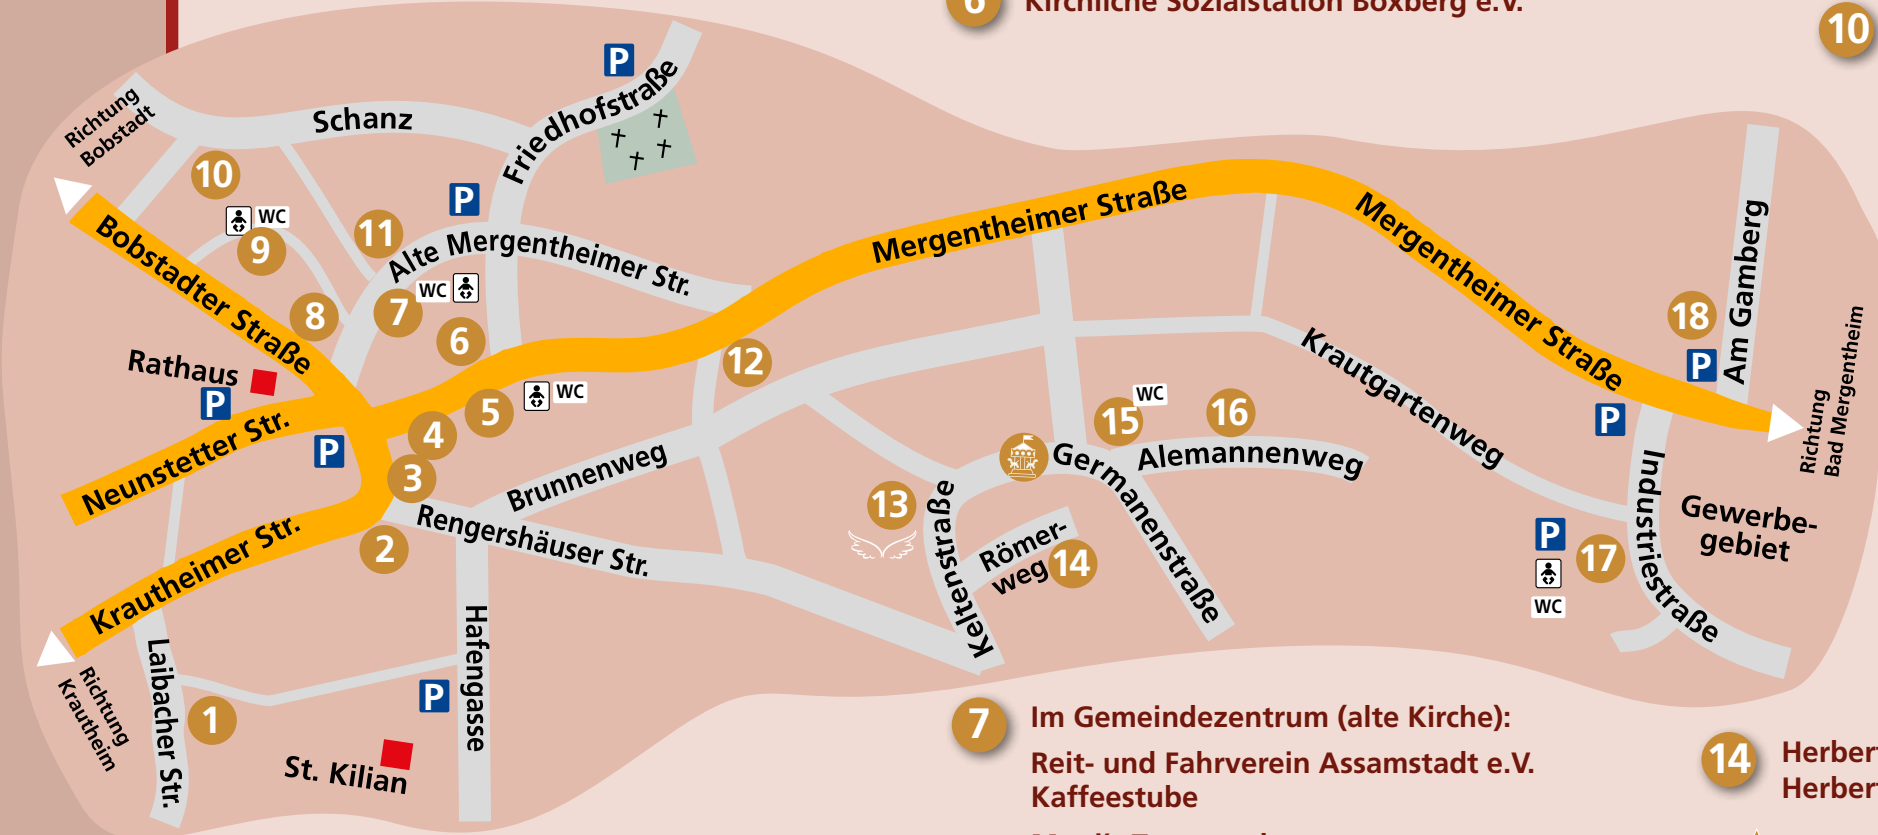 6 Kirchliche Sozialstation Boxberg e.V.
10
P
Friedhofstraße
Richtung
Bobstadt
Schanz
10
WC
9
11
P
Alte Mergentheimer Str.
Bobstadter Straße
8
7
WC
6
Mergentheimer Straße
Mergentheimer Straße
Am Gamberg
18
P
Richtung
Bad Mergentheim
Rathaus
P
12
WC
5
4
P
3
Neunstetter Str.
Krautheimer Str.
2
Brunnenweg
Rengershäuser Str.
Krautgartenweg
WC
15
16
Germanenstraße
Alemannenweg
P
13
Keltenstraße
Römer-
weg
14
Industriestraße
Gewerbe-
gebiet
P
17
WC
Richtung
Krautheim
Laibacher Str.
1
P
Hafengasse
St. Kilian
7 Im Gemeindezentrum (alte Kirche):
Reit- und Fahrverein Assamstadt e.V.
Kaffeestube
14